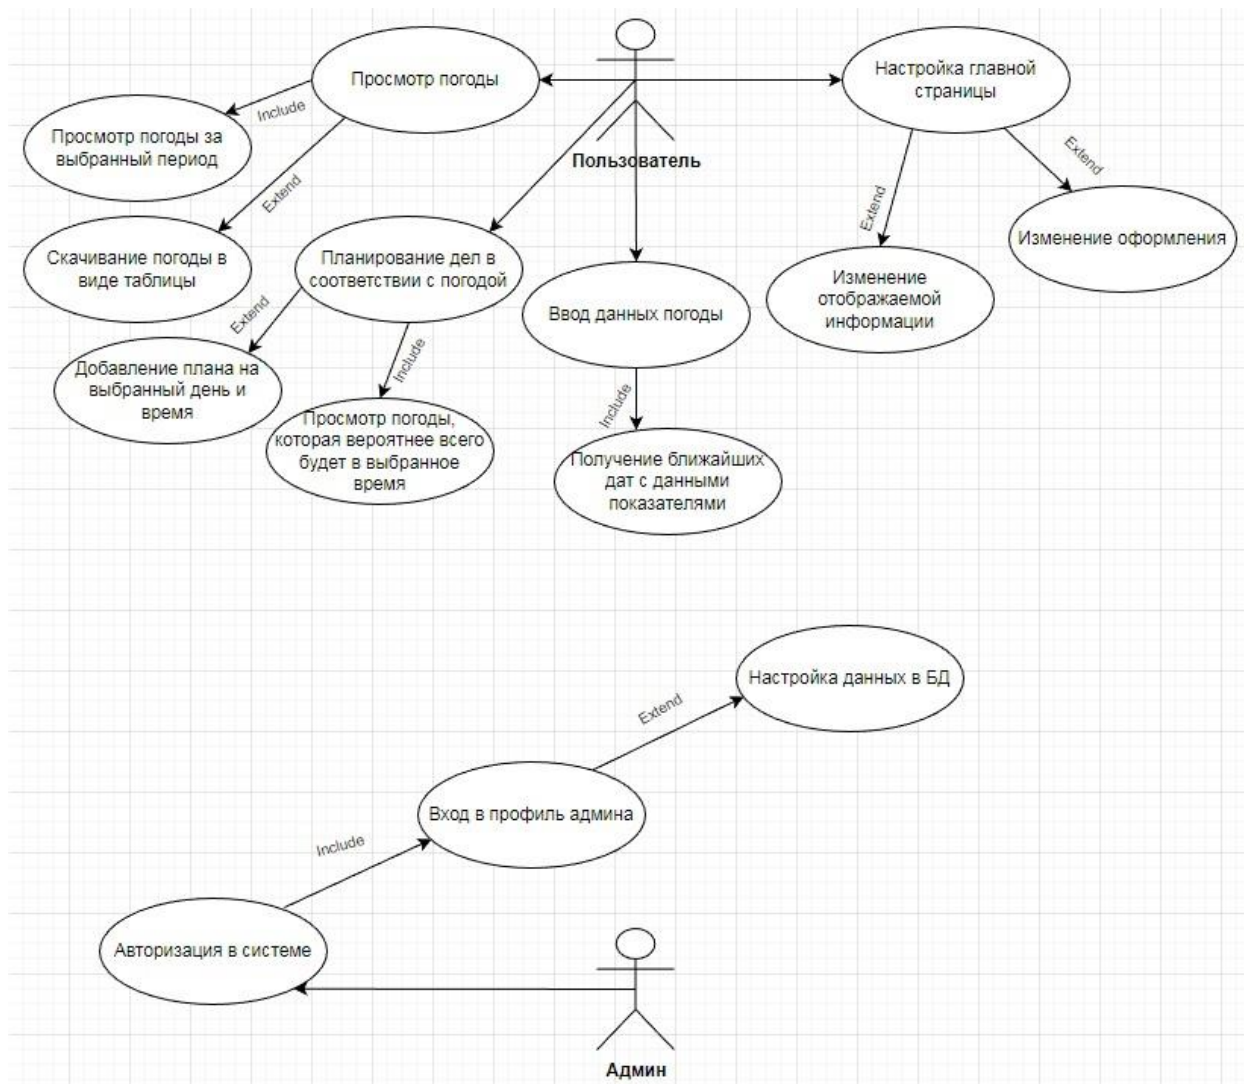 Просмотр погоды
Настройка главной
страницы
Include
Просмотр погоды за
выбранный период
Пользователь
Extend
Extend
Extend
Скачивание погоды в
виде таблицы
Планирование дел в
соответствии с погодой
Изменение оформления
Ввод данных погоды
Изменение
отображаемой
информации
Extend
Include
Добавление плана на
выбранный день и
время
Include
Просмотр погоды,
которая вероятнее всего
будет в выбранное
время
Получение ближайших
дат с данными
показателями
Настройка данных в БД
Extend
Вход в профиль админа
Include
Авторизация в системе
Админ